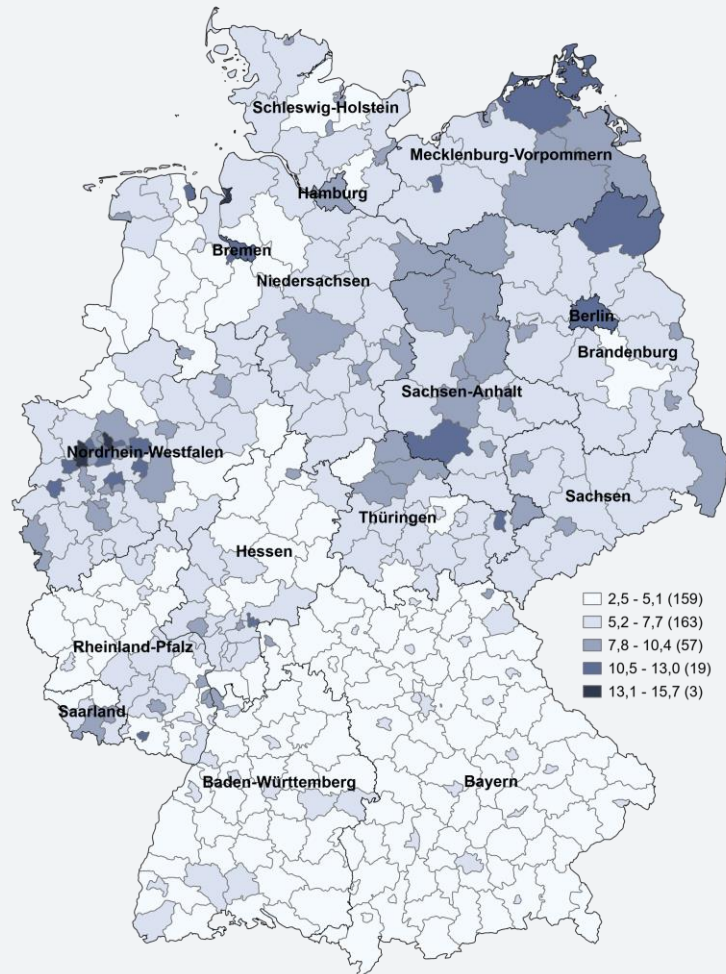 Schleswig-Holstein
Mecklenburg-Vorpommern
Hamburg
Bremen
Niedersachsen
Berlin
Brandenburg
Sachsen-Anhalt
Nordrhein-Westfalen
Sachsen
Thüringen
Hessen
Rheinland-Pfalz
Saarland
Baden-Württemberg
Bayern
2,5 - 5,1 (159)
5,2 - 7,7 (163)
7,8 - 10,4 (57)
10,5 - 13,0 (19)
13,1 - 15,7 (3)